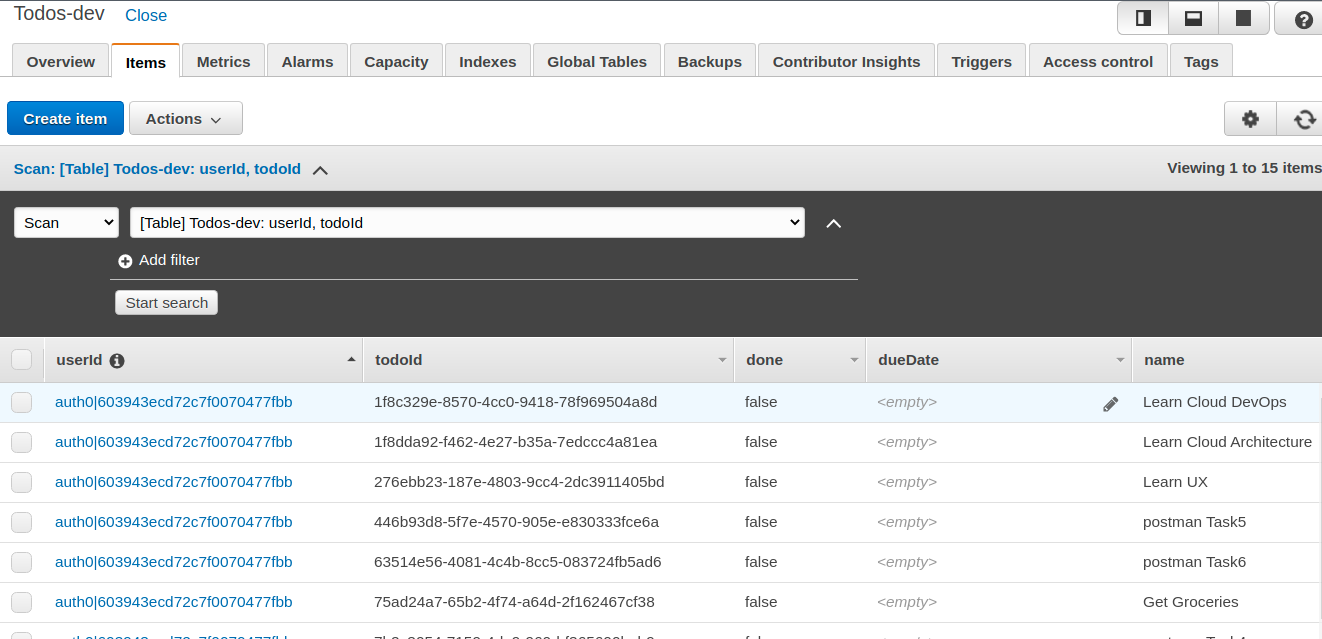 Todos-dev Close
Overview Items Metrics Alarms Capacity Indexes Global Tables Backups Contributor Insights Triggers Access control Tags
Create item Actions
Scan: [Table] Todos-dev: userId, todoId Viewing 1 to 15 items
Scan [Table] Todos-dev: userId, todoId
Add filter
Start search
userId todoId done dueDate name
auth0|603943ecd72c7f0070477fbb 1f8c329e-8570-4cc0-9418-78f969504a8d false <empty> Learn Cloud DevOps
auth0|603943ecd72c7f0070477fbb 1f8dda92-f462-4e27-b35a-7edccc4a81ea false <empty> Learn Cloud Architecture
auth0|603943ecd72c7f0070477fbb 276ebb23-187e-4803-9cc4-2dc3911405bd false <empty> Learn UX
auth0|603943ecd72c7f0070477fbb 446b93d8-5f7e-4570-905e-e830333fce6a false <empty> postman Task5
auth0|603943ecd72c7f0070477fbb 63514e56-4081-4c4b-8cc5-083724fb5ad6 false <empty> postman Task6
auth0|603943ecd72c7f0070477fbb 75ad24a7-65b2-4f74-a64d-2f162467cf38 false <empty> Get Groceries